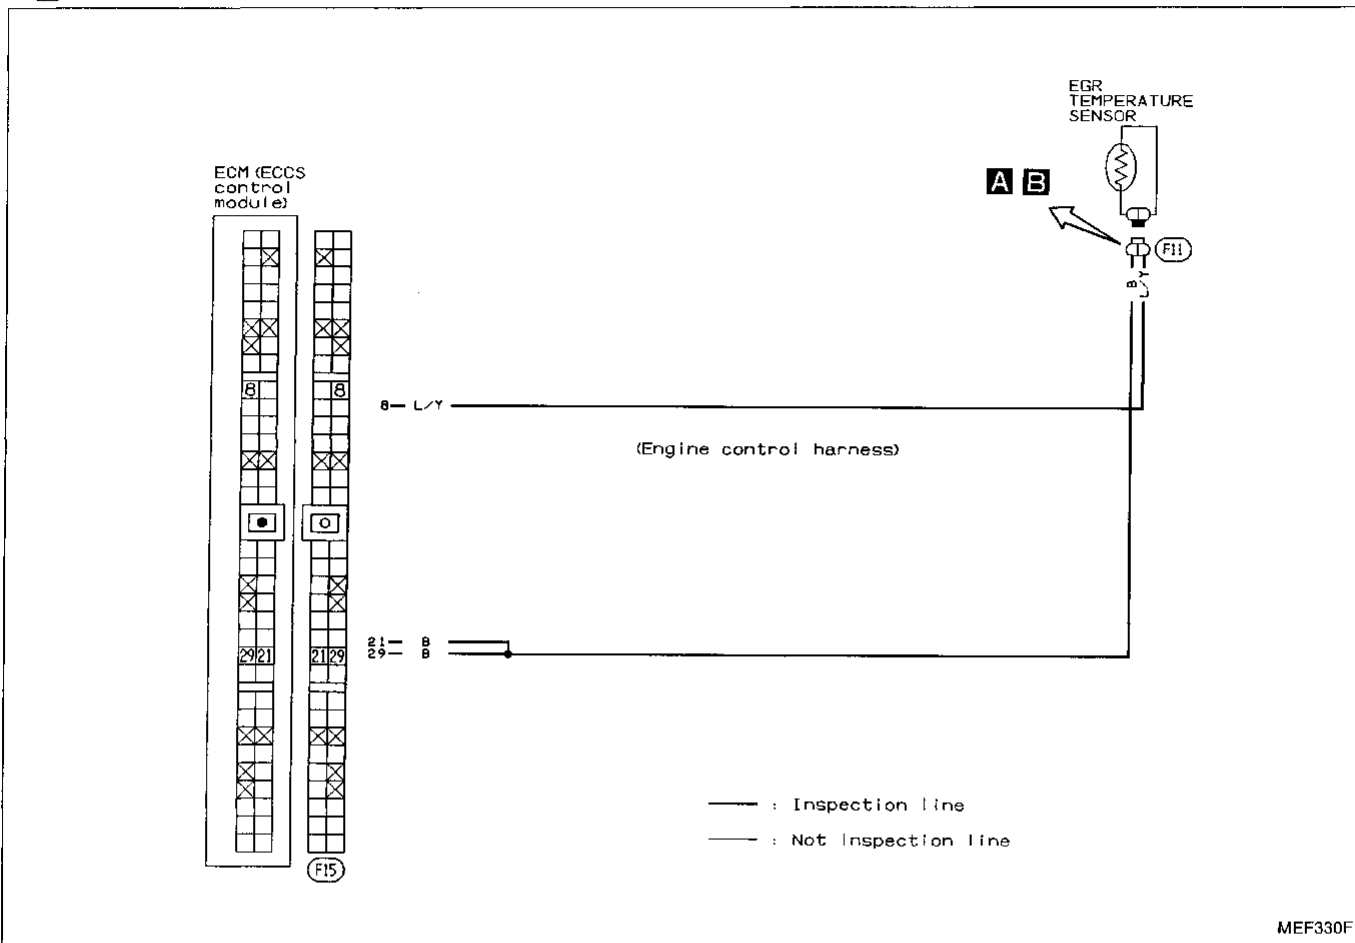 EGR
TEMPERATURE
SENSOR
A B
F11
B
L/Y
ECM (ECCS
control
module)
8
8
8 L/Y
(Engine control harness)
21 B
29 B
29 21
21 29
: Inspection line
: Not inspection line
F15
MEF330F